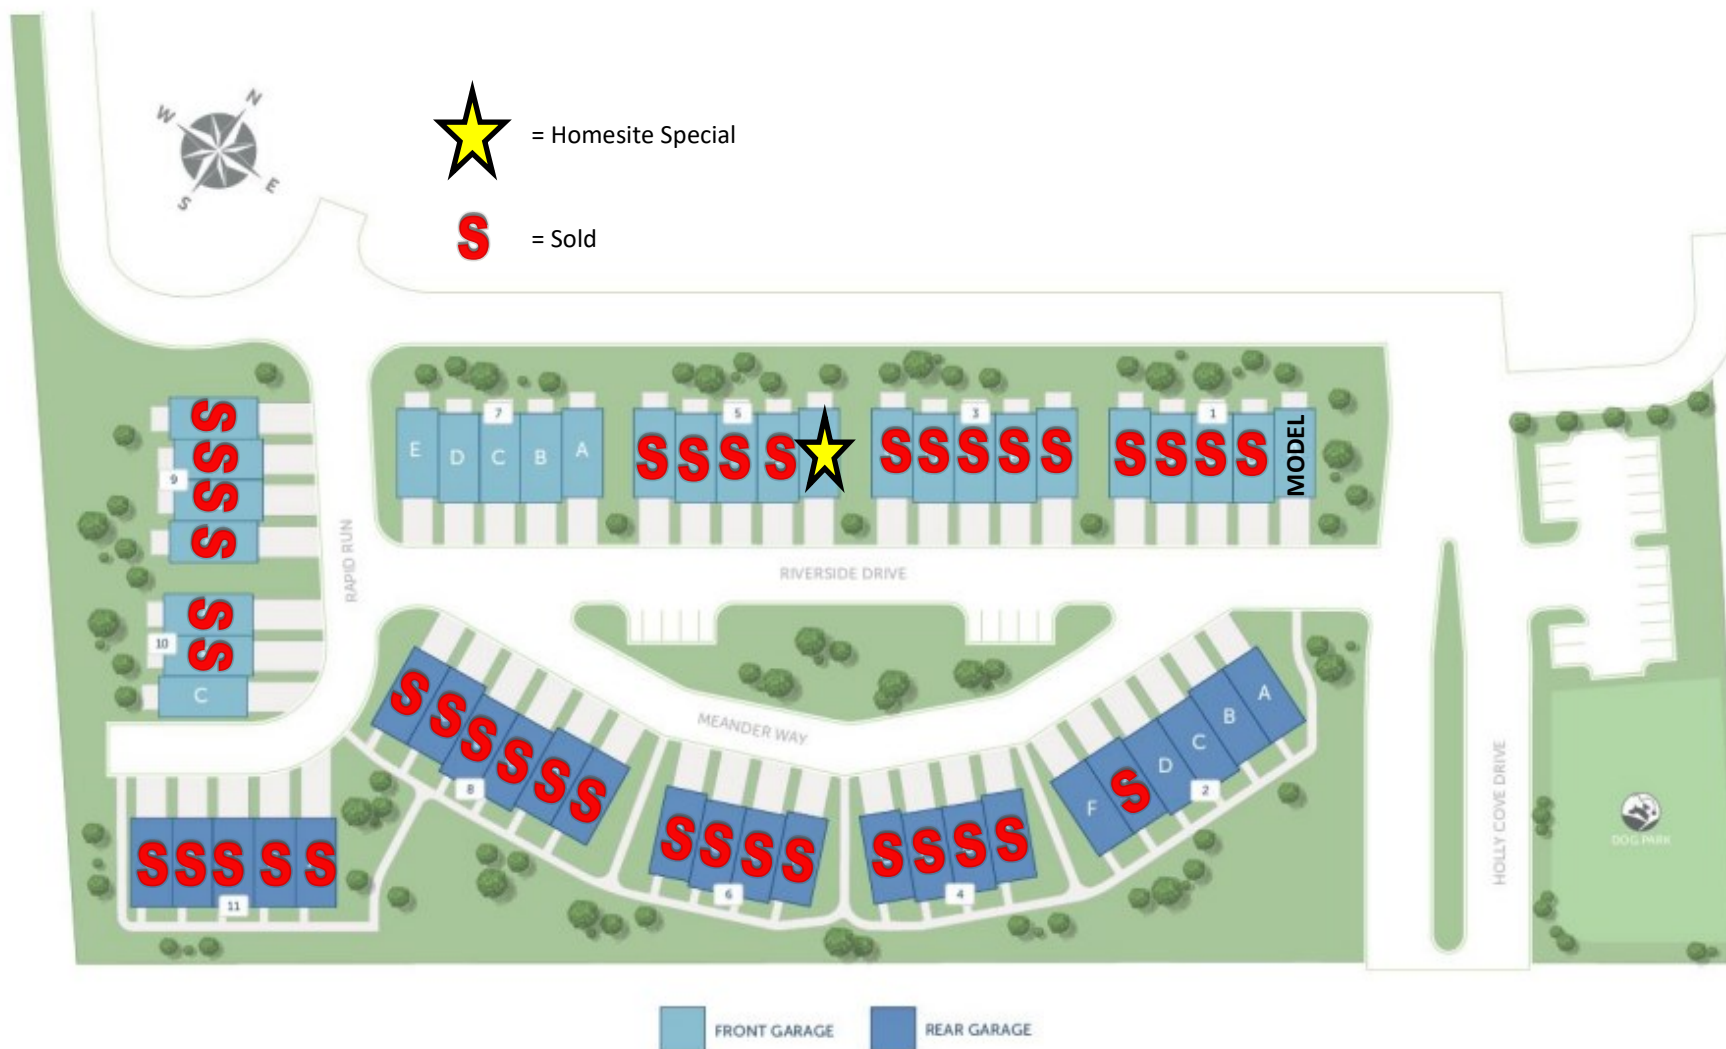 N
W
E
S
= Homesite Special
S = Sold
7
E D C B A
5
S S S S
3
S S S S S
1
S S S S MODEL
9
S
S
S
S
RAPID RUN
RIVERSIDE DRIVE
10
S
S
C
MEANDER WAY
8
S S S S S S
6
S S S S
4
S S S S
2
F S D C B A
11
S S S S S
HOLLY COVE DRIVE
DOG PARK
FRONT GARAGE
REAR GARAGE